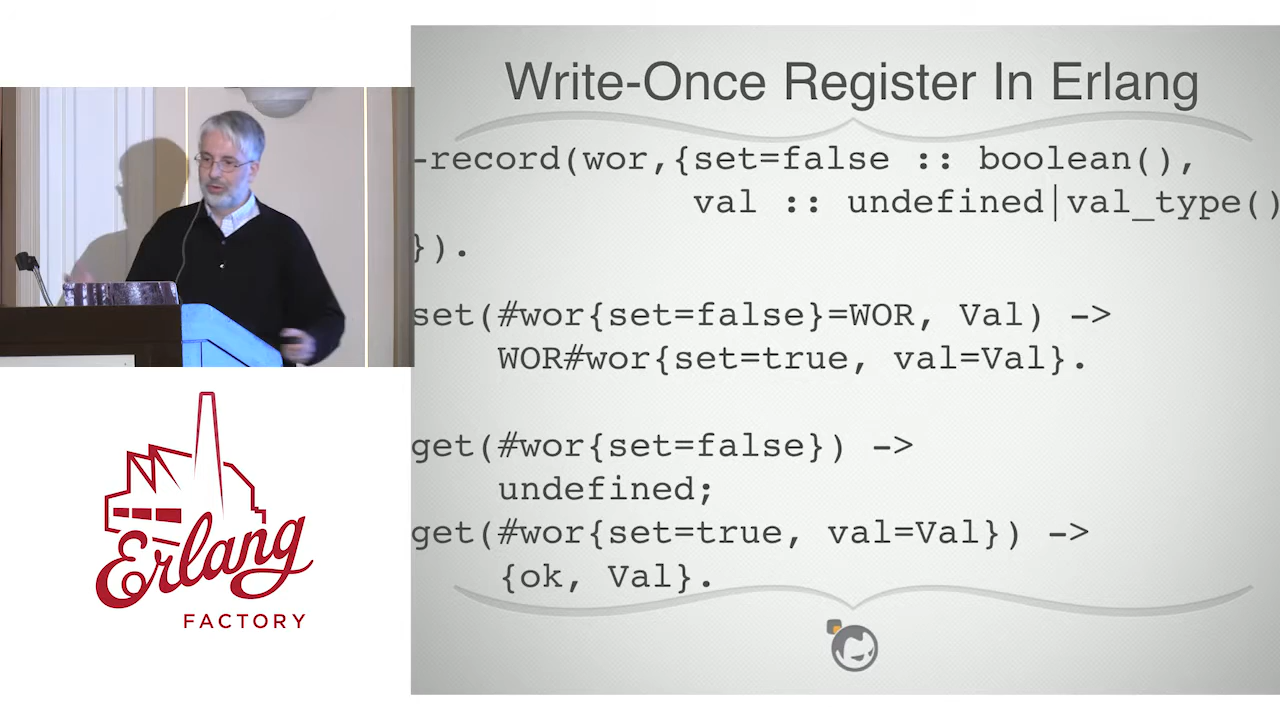 Write-Once Register In Erlang
-record(wor,{set=false :: boolean(),
val :: undefined|val_type()
}).
set(#wor{set=false}=WOR, Val) ->
WOR#wor{set=true, val=Val}.
get(#wor{set=false}) ->
undefined;
get(#wor{set=true, val=Val}) ->
{ok, Val}.
Erlang
FACTORY